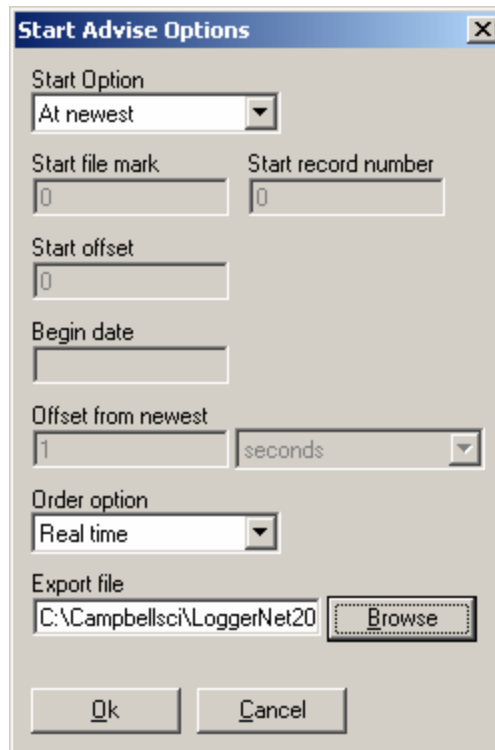 Start Advise Options
Start Option
At newest
Start file mark Start record number
0 0
Start offset
0
Begin date
Offset from newest
1 seconds
Order option
Real time
Export file
C:\Campbellsci\LoggerNet20 Browse
Ok Cancel